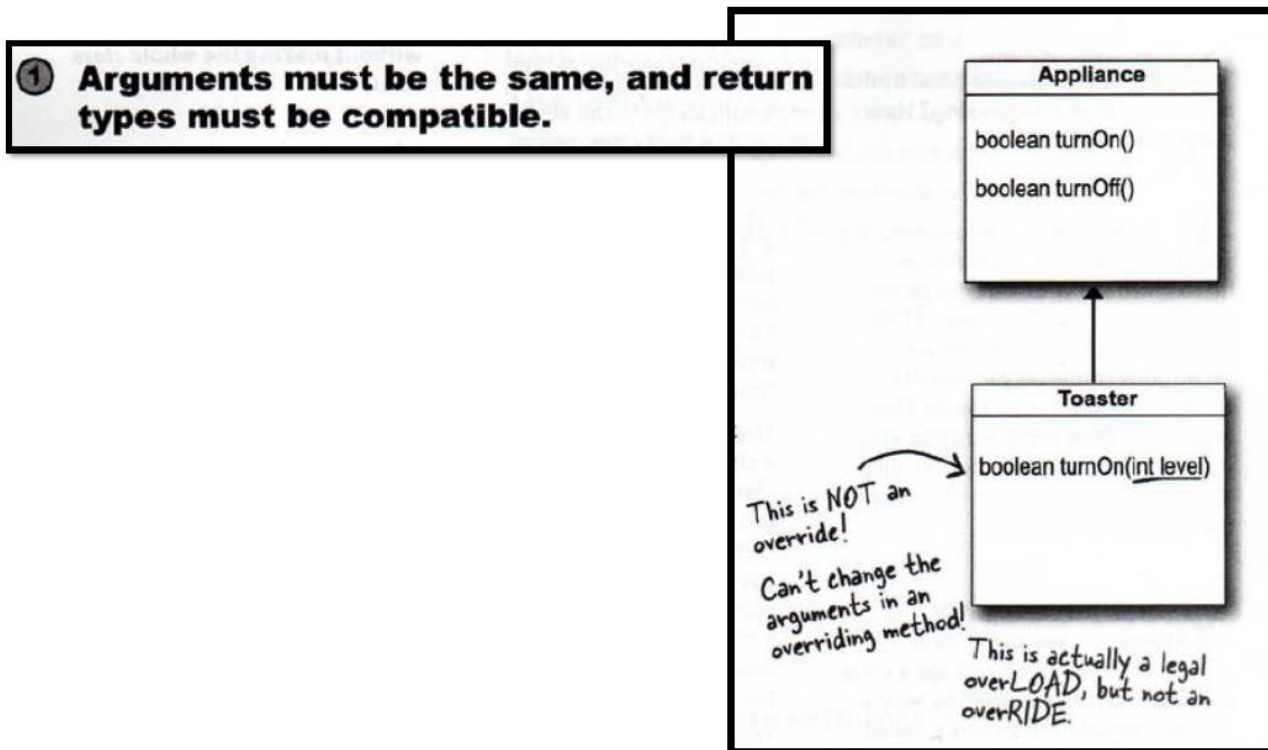 1 Arguments must be the same, and return
types must be compatible.
Appliance
boolean turnOn()
boolean turnOff()
Toaster
boolean turnOn(int level)
This is NOT an
override!
Can't change the
arguments in an
overriding method!
This is actually a legal
overLOAD, but not an
overRIDE.